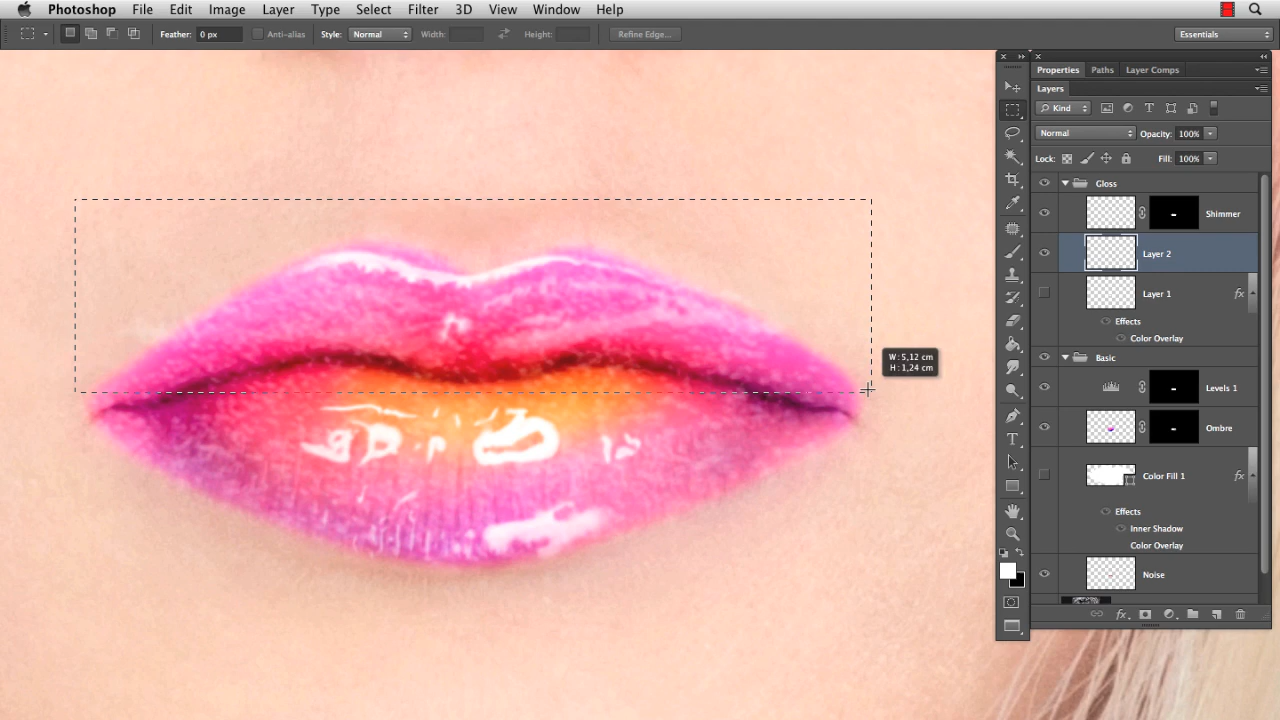 Photoshop File Edit Image Layer Type Select Filter 3D View Window Help
Feather: 0 px Anti-alias Style: Normal Width: Height: Refine Edge... Essentials
Properties Paths Layer Comps
Layers
Kind
Normal Opacity: 100%
Lock: Fill: 100%
Gloss
Shimmer
Layer 2
Layer 1 fx
Effects
Color Overlay
Basic
Levels 1
Ombre
Color Fill 1 fx
Effects
Inner Shadow
Color Overlay
Noise
fx
W: 5,12 cm
H: 1,24 cm